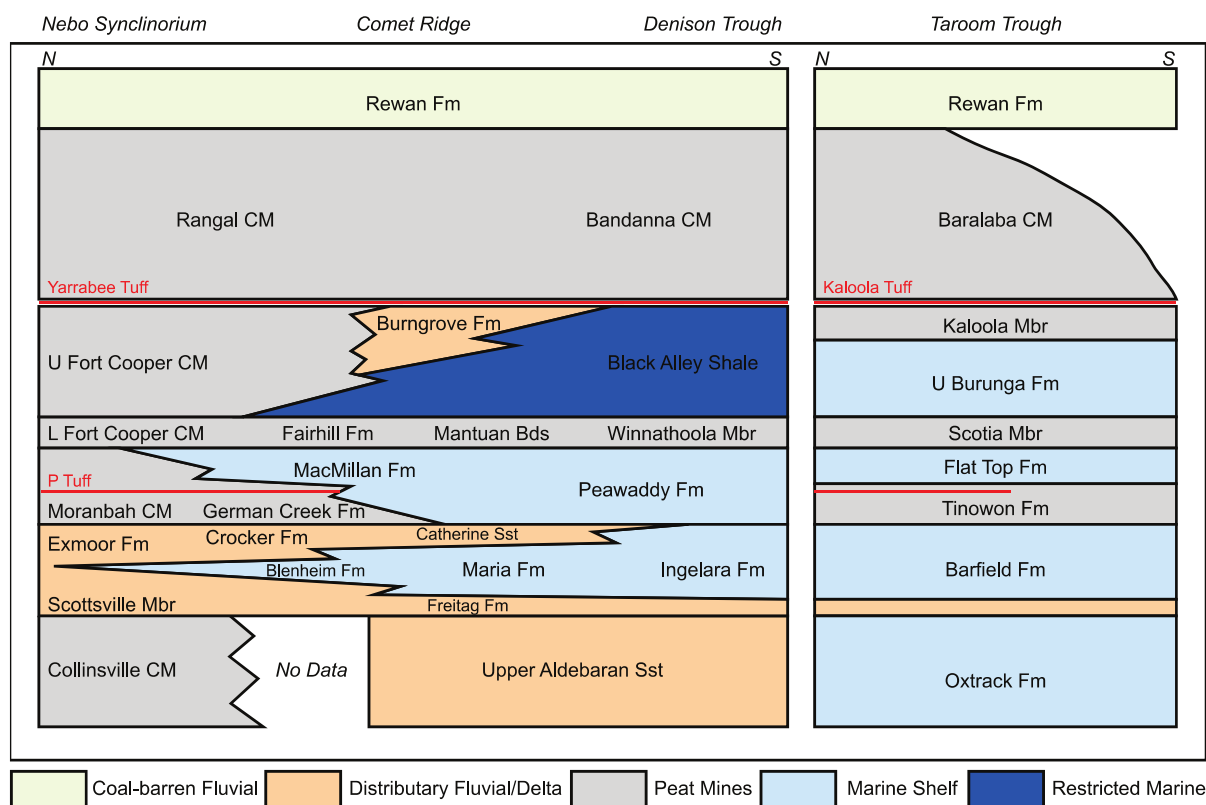 Nebo Synclinorium Comet Ridge Denison Trough Taroom Trough
N S N S
Rewan Fm Rewan Fm
Rangal CM Bandanna CM Baralaba CM
Yarrabee Tuff Kaloola Tuff
Burngrove Fm Kaloola Mbr
U Fort Cooper CM Black Alley Shale U Burunga Fm
L Fort Cooper CM Fairhill Fm Mantuan Bds Winnathoola Mbr Scotia Mbr
MacMillan Fm Flat Top Fm
P Tuff Peawaddy Fm
Moranbah CM German Creek Fm Tinowon Fm
Exmoor Fm Crocker Fm Catherine Sst
Blenheim Fm Maria Fm Ingelara Fm Barfield Fm
Scottsville Mbr Freitag Fm
Collinsville CM No Data Upper Aldebaran Sst Oxtrack Fm
Coal-barren Fluvial Distributary Fluvial/Delta Peat Mines Marine Shelf Restricted Marine